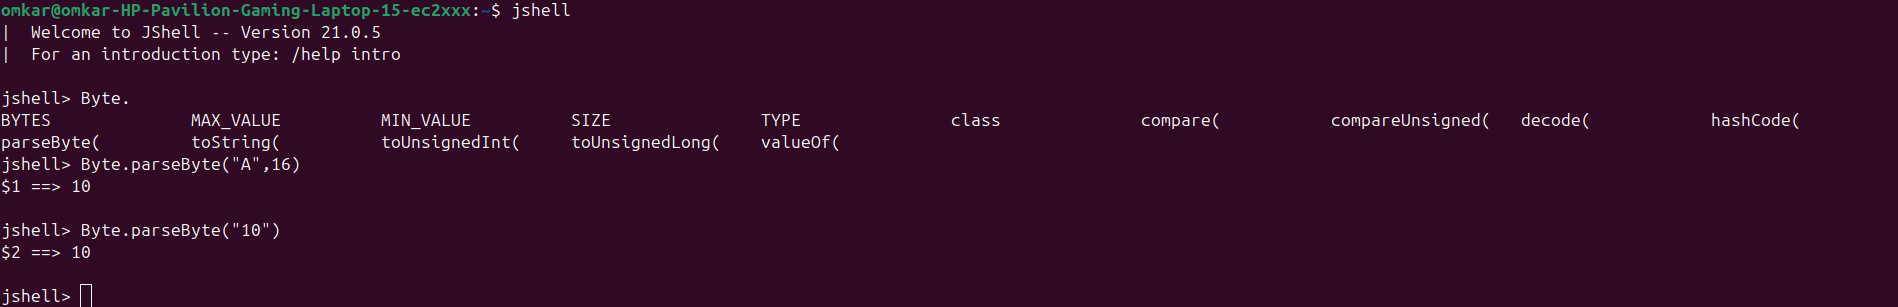 omkar@omkar-HP-Pavilion-Gaming-Laptop-15-ec2xxx:~$ jshell
|  Welcome to JShell -- Version 21.0.5
|  For an introduction type: /help intro
jshell> Byte.
BYTES MAX_VALUE MIN_VALUE SIZE TYPE class compare( compareUnsigned( decode( hashCode(
parseByte( toString( toUnsignedInt( toUnsignedLong( valueOf(
jshell> Byte.parseByte("A",16)
$1 ==> 10
jshell> Byte.parseByte("10")
$2 ==> 10
jshell>